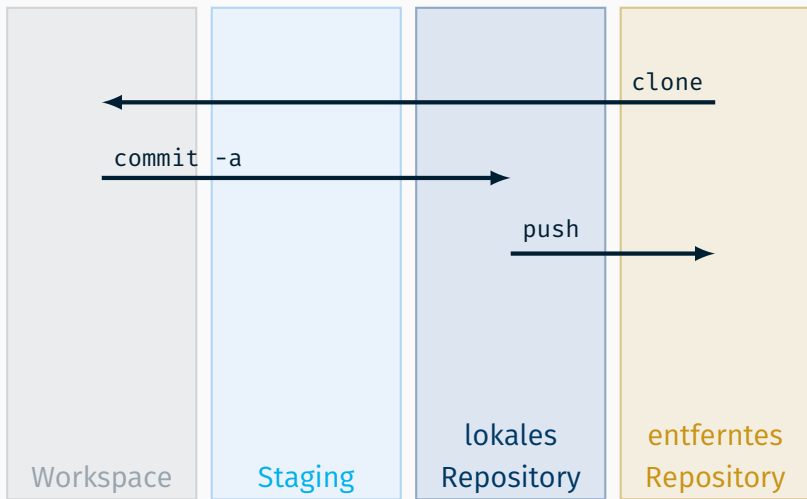 clone
commit -a
push
Workspace
Staging
lokales
Repository
entferntes
Repository